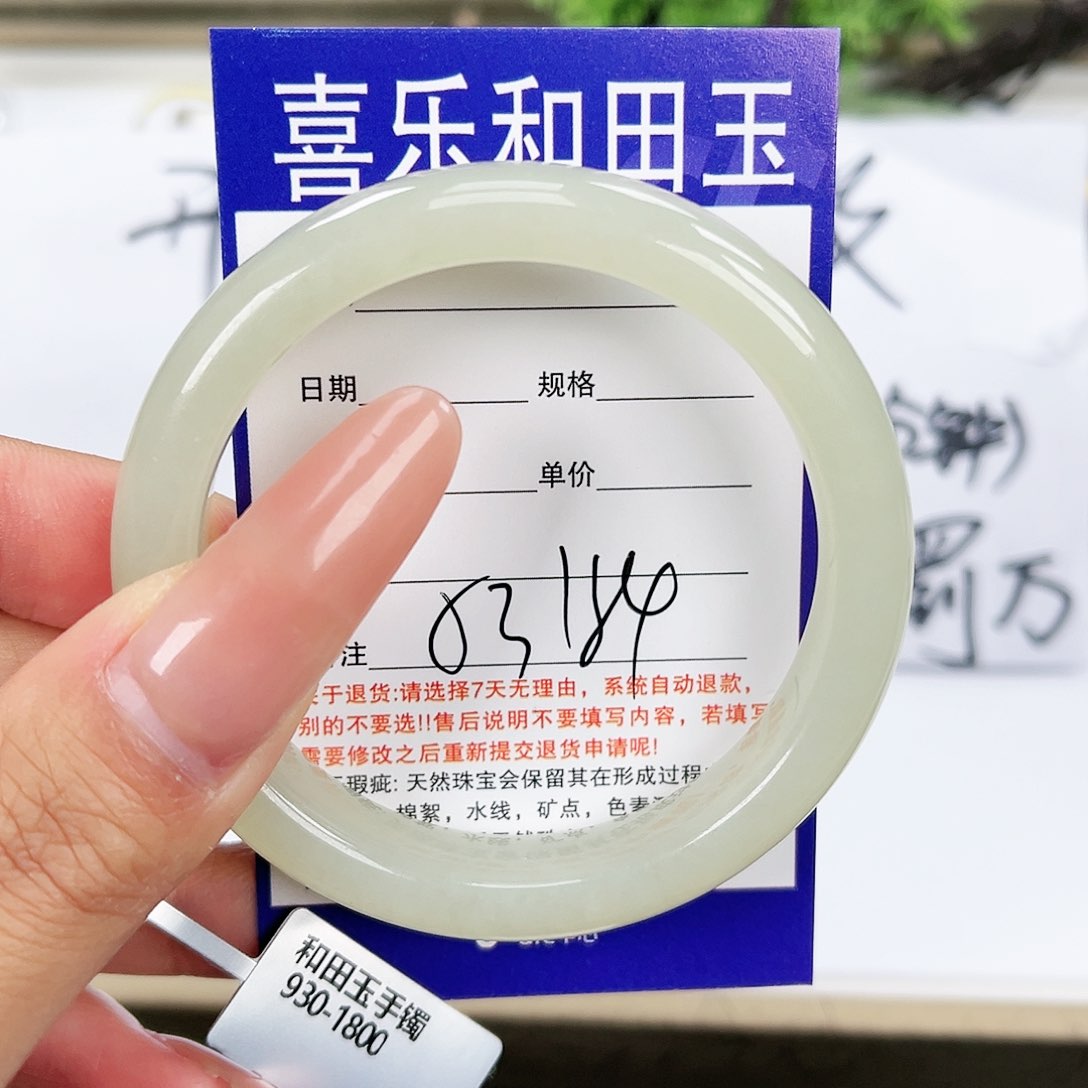 喜乐和田玉
日期 规格
单价
注
于退货:请选择7天无理由，系统自动退款，
别的不要选!!售后说明不要填写内容，若填写
需要修改之后重新提交退货申请呢!
瑕疵: 天然珠宝会保留其在形成过程
棉絮，水线，矿点，色素
罚万
和田玉手镯
930-1800